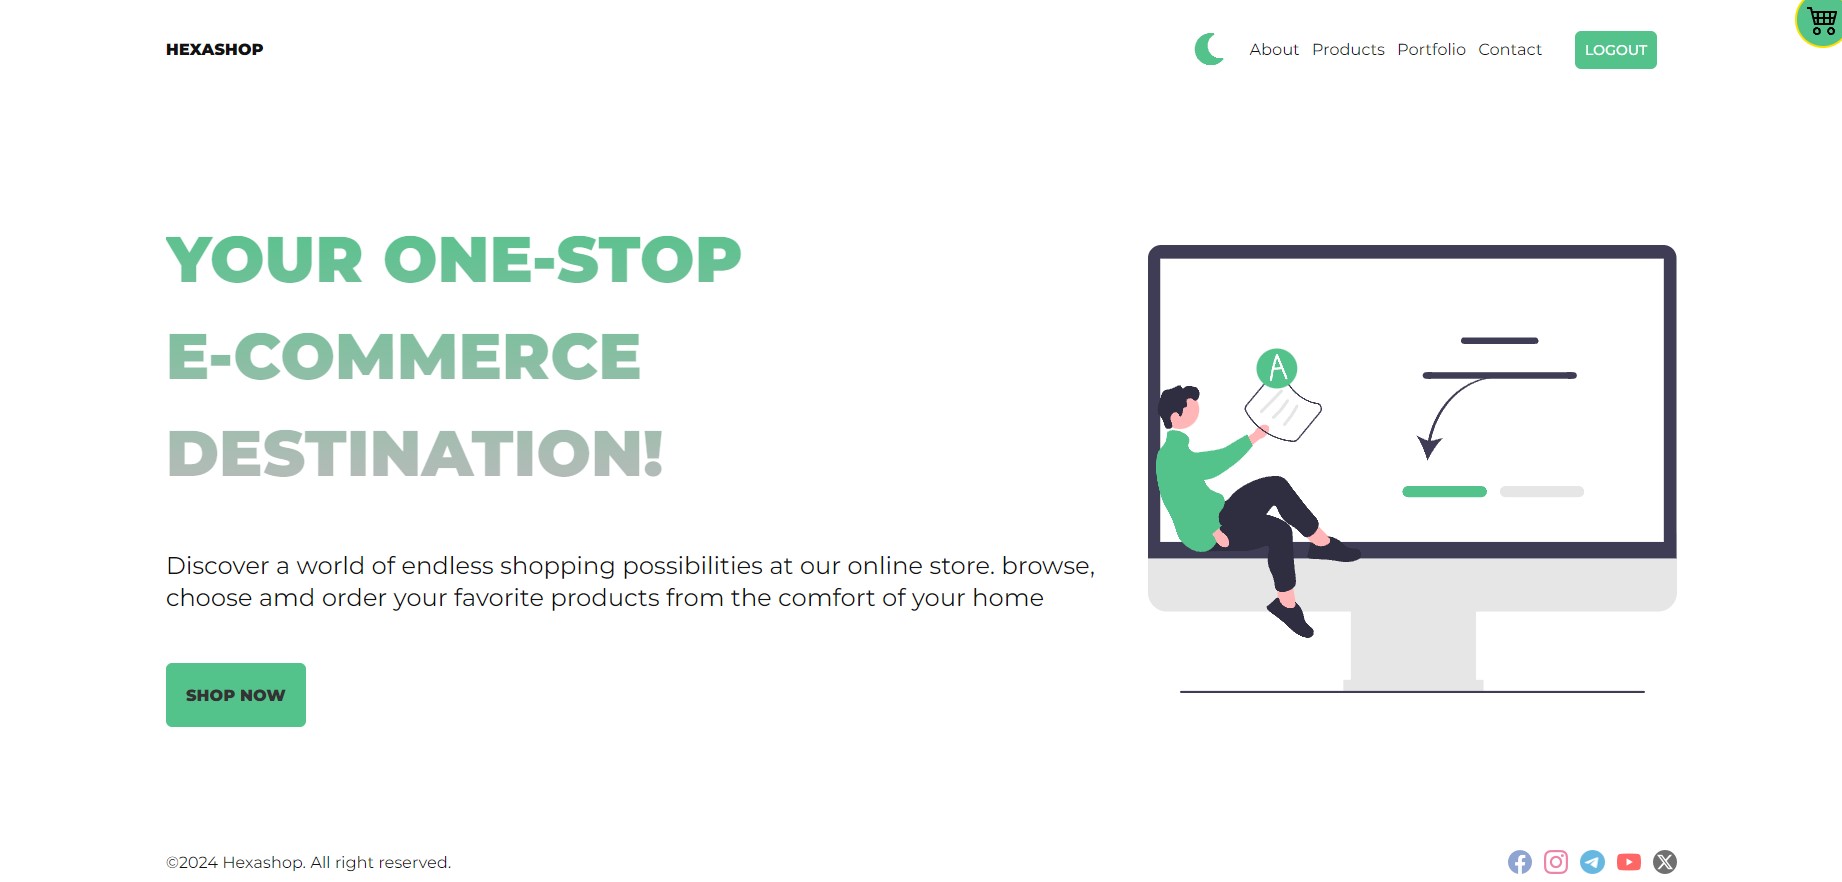 HEXASHOP
About Products Portfolio Contact LOGOUT
YOUR ONE-STOP
E-COMMERCE
DESTINATION!
A
Discover a world of endless shopping possibilities at our online store. browse,
choose amd order your favorite products from the comfort of your home
SHOP NOW
©2024 Hexashop. All right reserved.